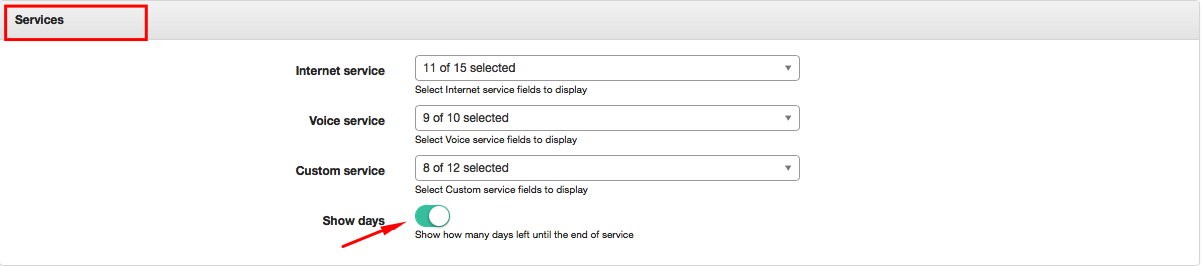 Services
Internet service
11 of 15 selected
Select Internet service fields to display
Voice service
9 of 10 selected
Select Voice service fields to display
Custom service
8 of 12 selected
Select Custom service fields to display
Show days
Show how many days left until the end of service